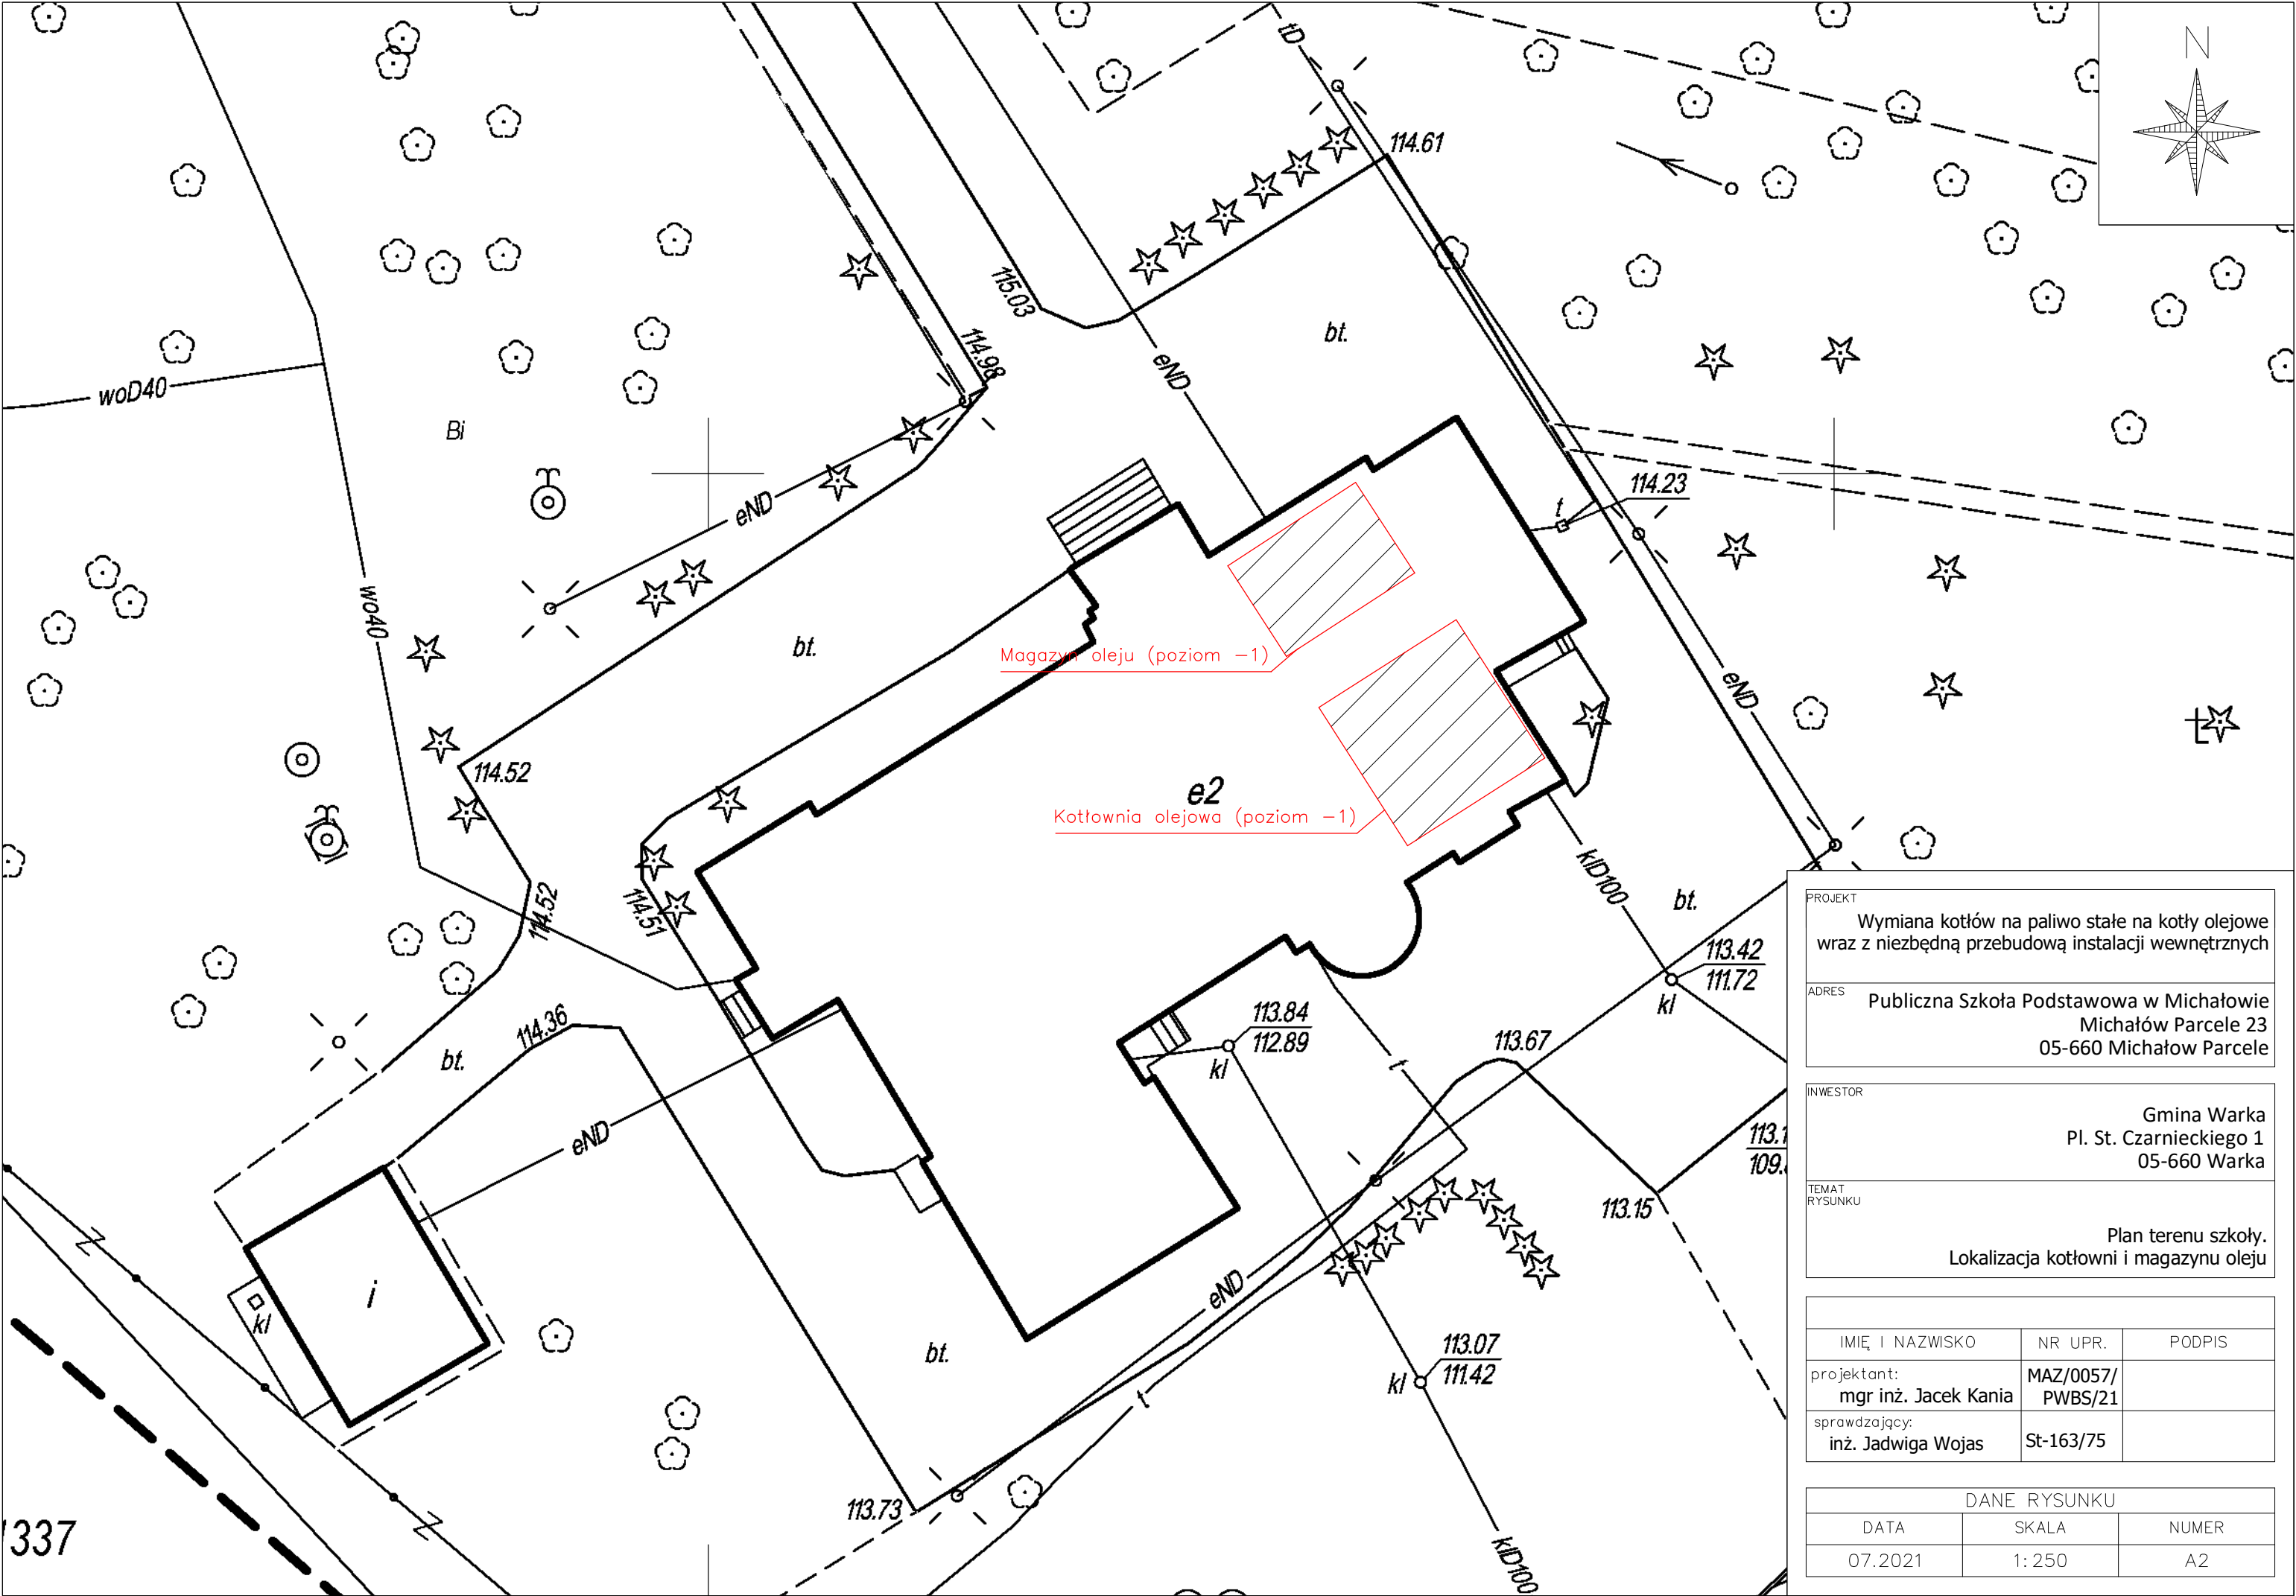 N
tD
114.61
115.03
114.98
bt.
eND
woD40
Bi
eND
114.23
t
wo40
bt.
Magazyn oleju (poziom -1)
eND
114.52
e2
Kotłownia olejowa (poziom -1)
kID100
114.52
114.51
bt.
113.42
111.72
kl
114.36
bt.
113.84
112.89
kl
113.67
t
eND
113.15
i
kl
eND
bt.
113.07
111.42
kl
t
113.73
kID100
337
PROJEKT
Wymiana kotłów na paliwo stałe na kotły olejowe
wraz z niezbędną przebudową instalacji wewnętrznych
ADRES
Publiczna Szkoła Podstawowa w Michałowie
Michałów Parcele 23
05-660 Michałow Parcele
INWESTOR
Gmina Warka
Pl. St. Czarnieckiego 1
05-660 Warka
TEMAT
RYSUNKU
Plan terenu szkoły.
Lokalizacja kotłowni i magazynu oleju
IMIĘ I NAZWISKO NR UPR. PODPIS
projektant:
mgr inż. Jacek Kania
MAZ/0057/
PWBS/21
sprawdzający:
inż. Jadwiga Wojas
St-163/75
DANE RYSUNKU
DATA SKALA NUMER
07.2021 1:250 A2